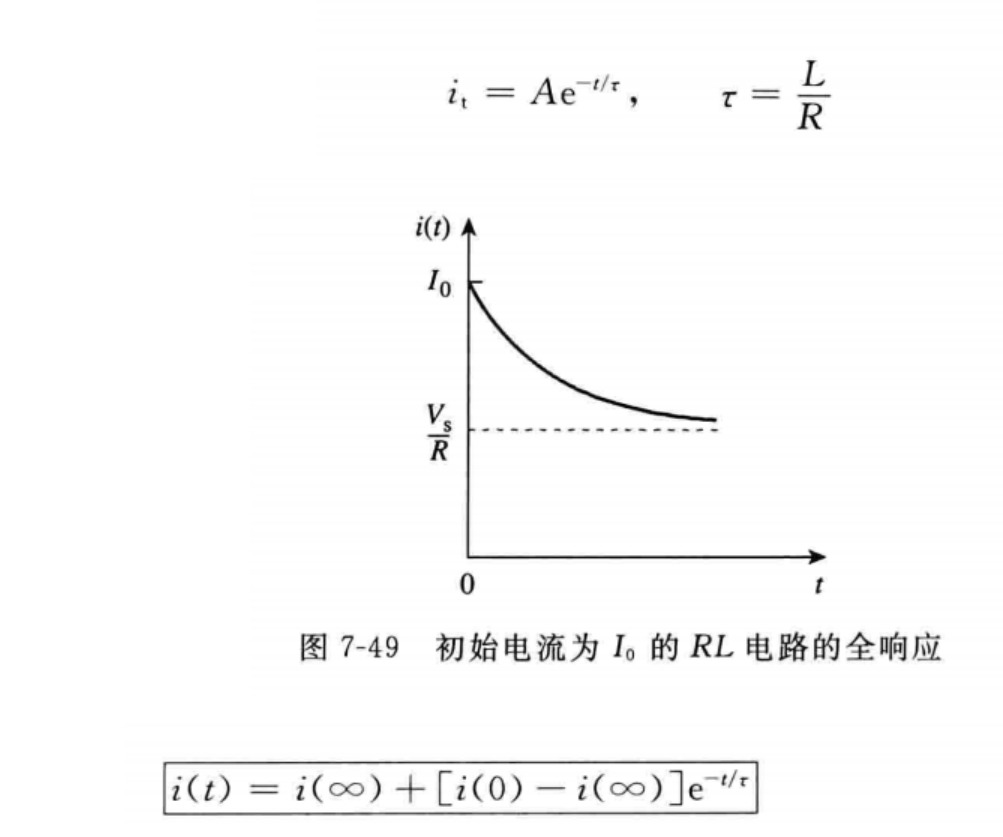 i_t = Ae^{-t/τ}, τ = L/R
i(t)
I_0
V_s/R
0
t
图 7-49 初始电流为 I_0 的 RL 电路的全响应
i(t) = i(∞) + [i(0) − i(∞)]e^{-t/τ}